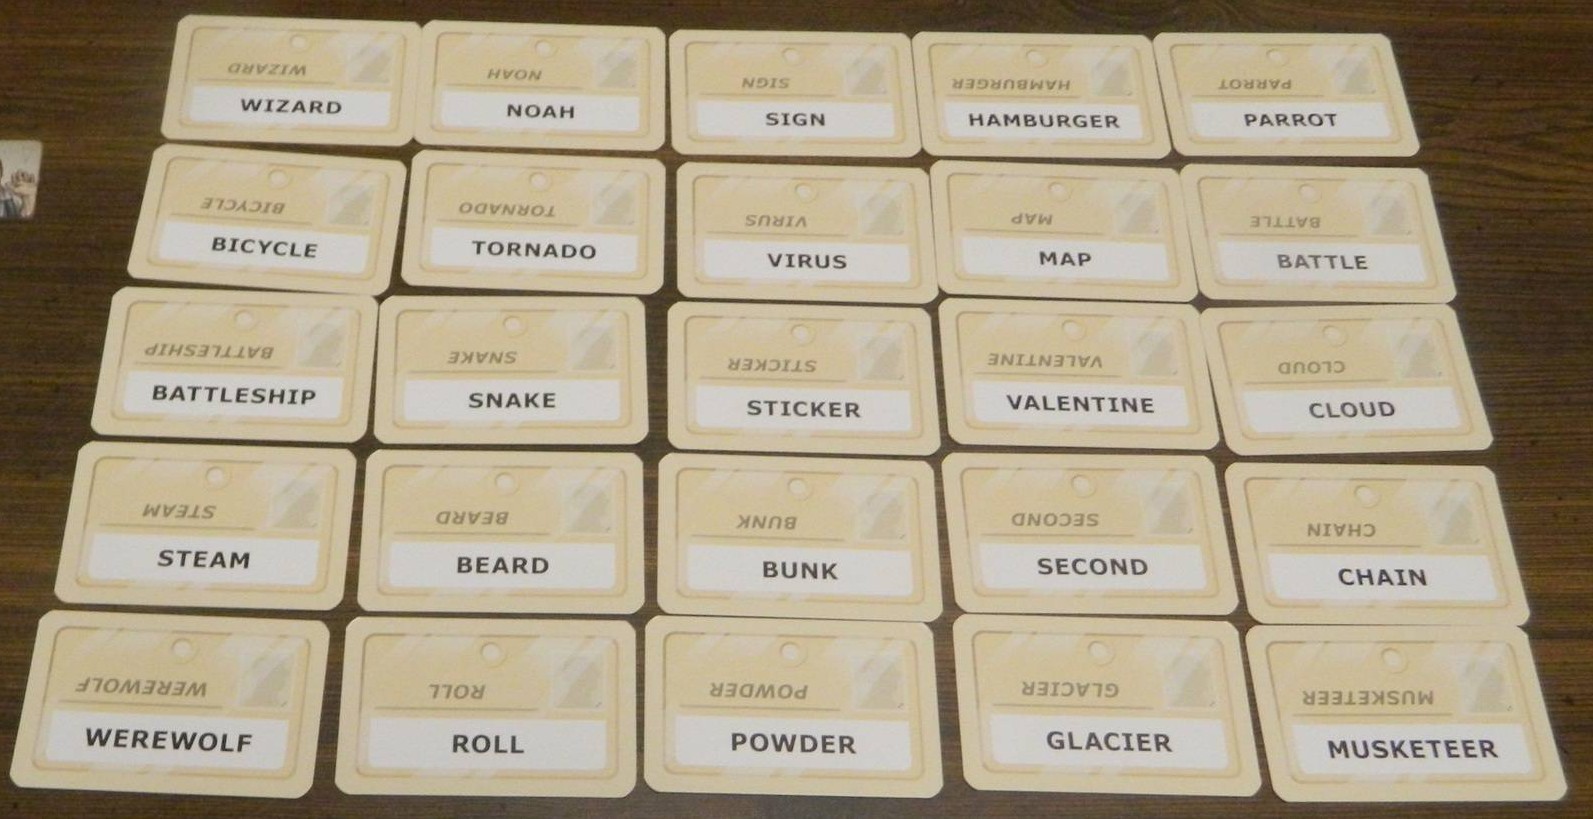 WIZARD
WIZARD
NOAH
NOAH
SIGN
SIGN
HAMBURGER
HAMBURGER
PARROT
PARROT
BICYCLE
BICYCLE
TORNADO
TORNADO
VIRUS
VIRUS
MAP
MAP
BATTLE
BATTLE
BATTLESHIP
BATTLESHIP
SNAKE
SNAKE
STICKER
STICKER
VALENTINE
VALENTINE
CLOUD
CLOUD
STEAM
STEAM
BEARD
BEARD
BUNK
BUNK
SECOND
SECOND
CHAIN
CHAIN
WEREWOLF
WEREWOLF
ROLL
ROLL
POWDER
POWDER
GLACIER
GLACIER
MUSKETEER
MUSKETEER